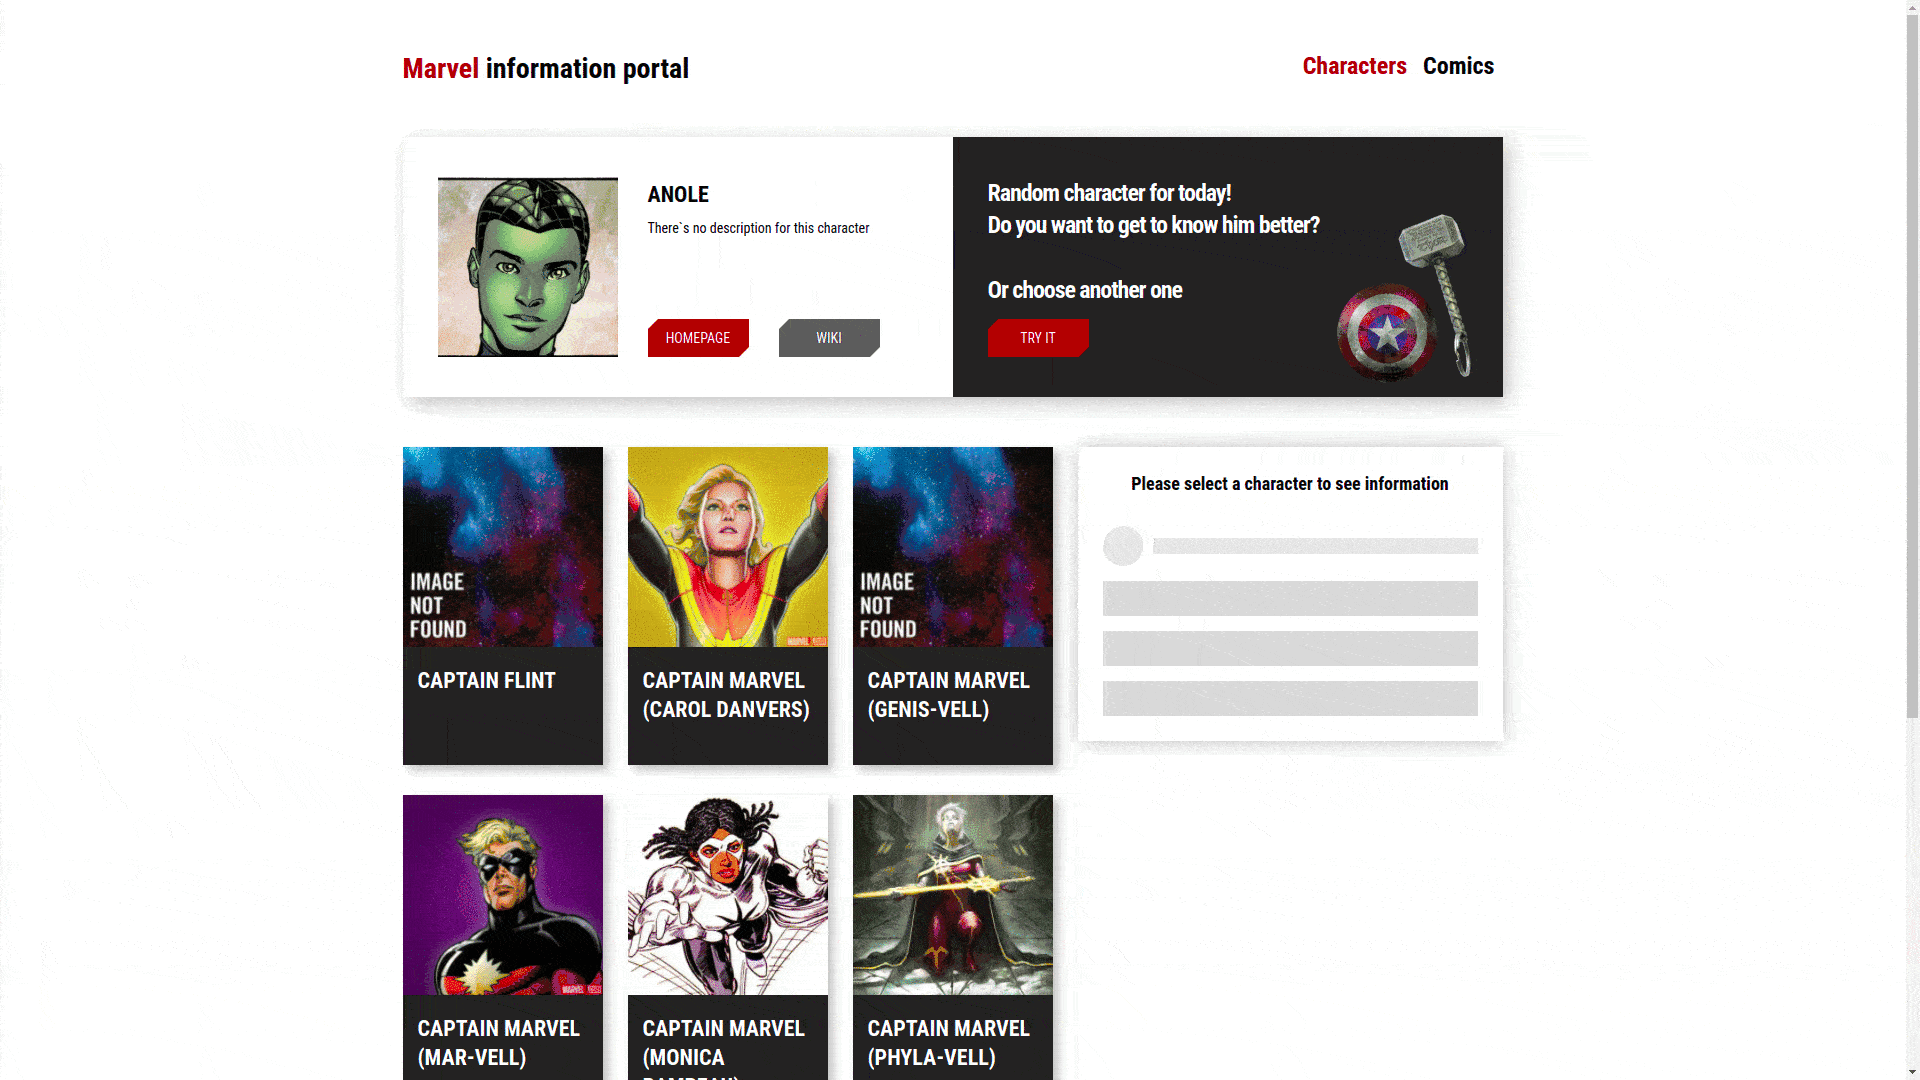 Marvel information portal
Characters Comics
ANOLE
There`s no description for this character
HOMEPAGE
WIKI
Random character for today!
Do you want to get to know him better?
Or choose another one
TRY IT
IMAGE
NOT
FOUND
CAPTAIN FLINT
CAPTAIN MARVEL
(CAROL DANVERS)
IMAGE
NOT
FOUND
CAPTAIN MARVEL
(GENIS-VELL)
Please select a character to see information
CAPTAIN MARVEL
(MAR-VELL)
CAPTAIN MARVEL
(MONICA
CAPTAIN MARVEL
(PHYLA-VELL)